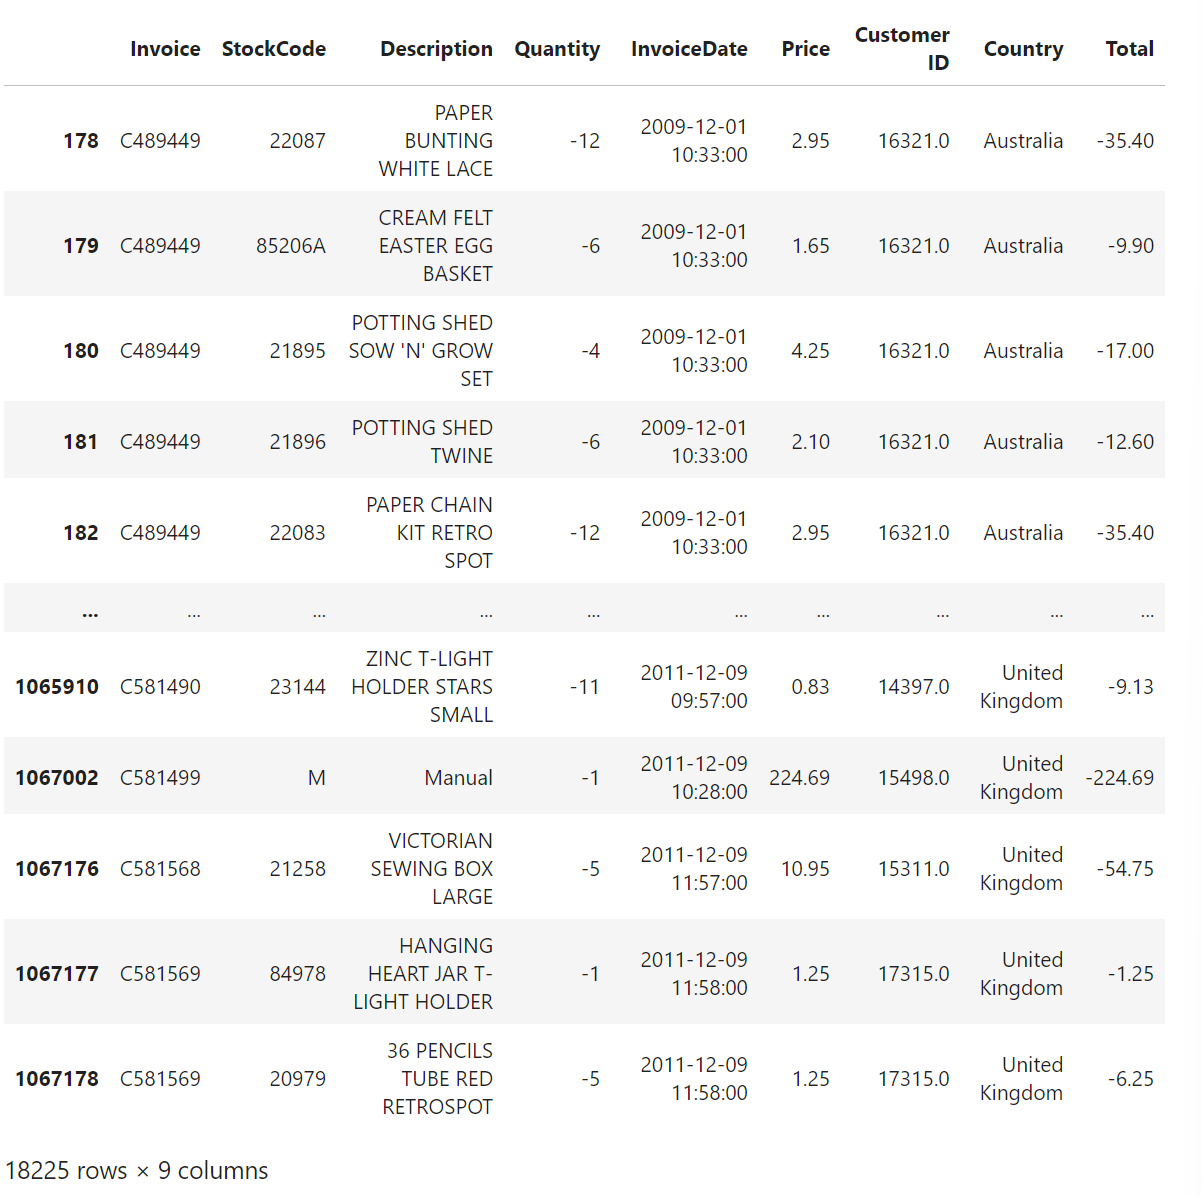 Invoice StockCode Description Quantity InvoiceDate Price Customer ID Country Total
178 C489449 22087 PAPER BUNTING WHITE LACE -12 2009-12-01 10:33:00 2.95 16321.0 Australia -35.40
179 C489449 85206A CREAM FELT EASTER EGG BASKET -6 2009-12-01 10:33:00 1.65 16321.0 Australia -9.90
180 C489449 21895 POTTING SHED SOW 'N' GROW SET -4 2009-12-01 10:33:00 4.25 16321.0 Australia -17.00
181 C489449 21896 POTTING SHED TWINE -6 2009-12-01 10:33:00 2.10 16321.0 Australia -12.60
182 C489449 22083 PAPER CHAIN KIT RETRO SPOT -12 2009-12-01 10:33:00 2.95 16321.0 Australia -35.40
... ... ... ... ... ... ... ... ... ...
1065910 C581490 23144 ZINC T-LIGHT HOLDER STARS SMALL -11 2011-12-09 09:57:00 0.83 14397.0 United Kingdom -9.13
1067002 C581499 M Manual -1 2011-12-09 10:28:00 224.69 15498.0 United Kingdom -224.69
1067176 C581568 21258 VICTORIAN SEWING BOX LARGE -5 2011-12-09 11:57:00 10.95 15311.0 United Kingdom -54.75
1067177 C581569 84978 HANGING HEART JAR T-LIGHT HOLDER -1 2011-12-09 11:58:00 1.25 17315.0 United Kingdom -1.25
1067178 C581569 20979 36 PENCILS TUBE RED RETROSPOT -5 2011-12-09 11:58:00 1.25 17315.0 United Kingdom -6.25
18225 rows × 9 columns